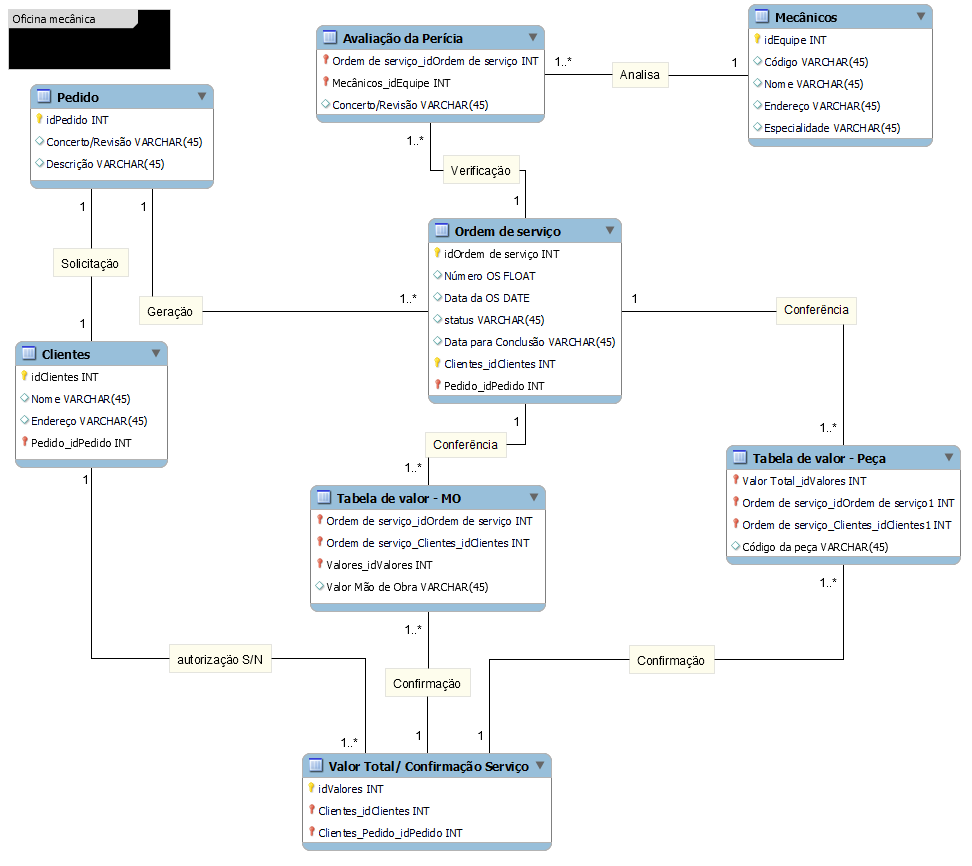 Oficina mecânica
Pedido
idPedido INT
Concerto/Revisão VARCHAR(45)
Descrição VARCHAR(45)
Avaliação da Perícia
Ordem de serviço_idOrdem de serviço INT
Mecânicos_idEquipe INT
Concerto/Revisão VARCHAR(45)
1..*
Analisa
1
Mecânicos
idEquipe INT
Código VARCHAR(45)
Nome VARCHAR(45)
Endereço VARCHAR(45)
Especialidade VARCHAR(45)
1..*
Verificação
1
1
1
Solicitação
1
Geração
1..*
Ordem de serviço
idOrdem de serviço INT
Número OS FLOAT
Data da OS DATE
status VARCHAR(45)
Data para Conclusão VARCHAR(45)
Clientes_idClientes INT
Pedido_idPedido INT
1
Conferência
1..*
Clientes
idClientes INT
Nome VARCHAR(45)
Endereço VARCHAR(45)
Pedido_idPedido INT
1
1
Conferência
1..*
Tabela de valor - MO
Ordem de serviço_idOrdem de serviço INT
Ordem de serviço_Clientes_idClientes INT
Valores_idValores INT
Valor Mão de Obra VARCHAR(45)
Tabela de valor - Peça
Valor Total_idValores INT
Ordem de serviço_idOrdem de serviço1 INT
Ordem de serviço_Clientes_idClientes1 INT
Código da peça VARCHAR(45)
1..*
1..*
autorização S/N
Confirmação
Confirmação
1..*
1
1
Valor Total/ Confirmação Serviço
idValores INT
Clientes_idClientes INT
Clientes_Pedido_idPedido INT